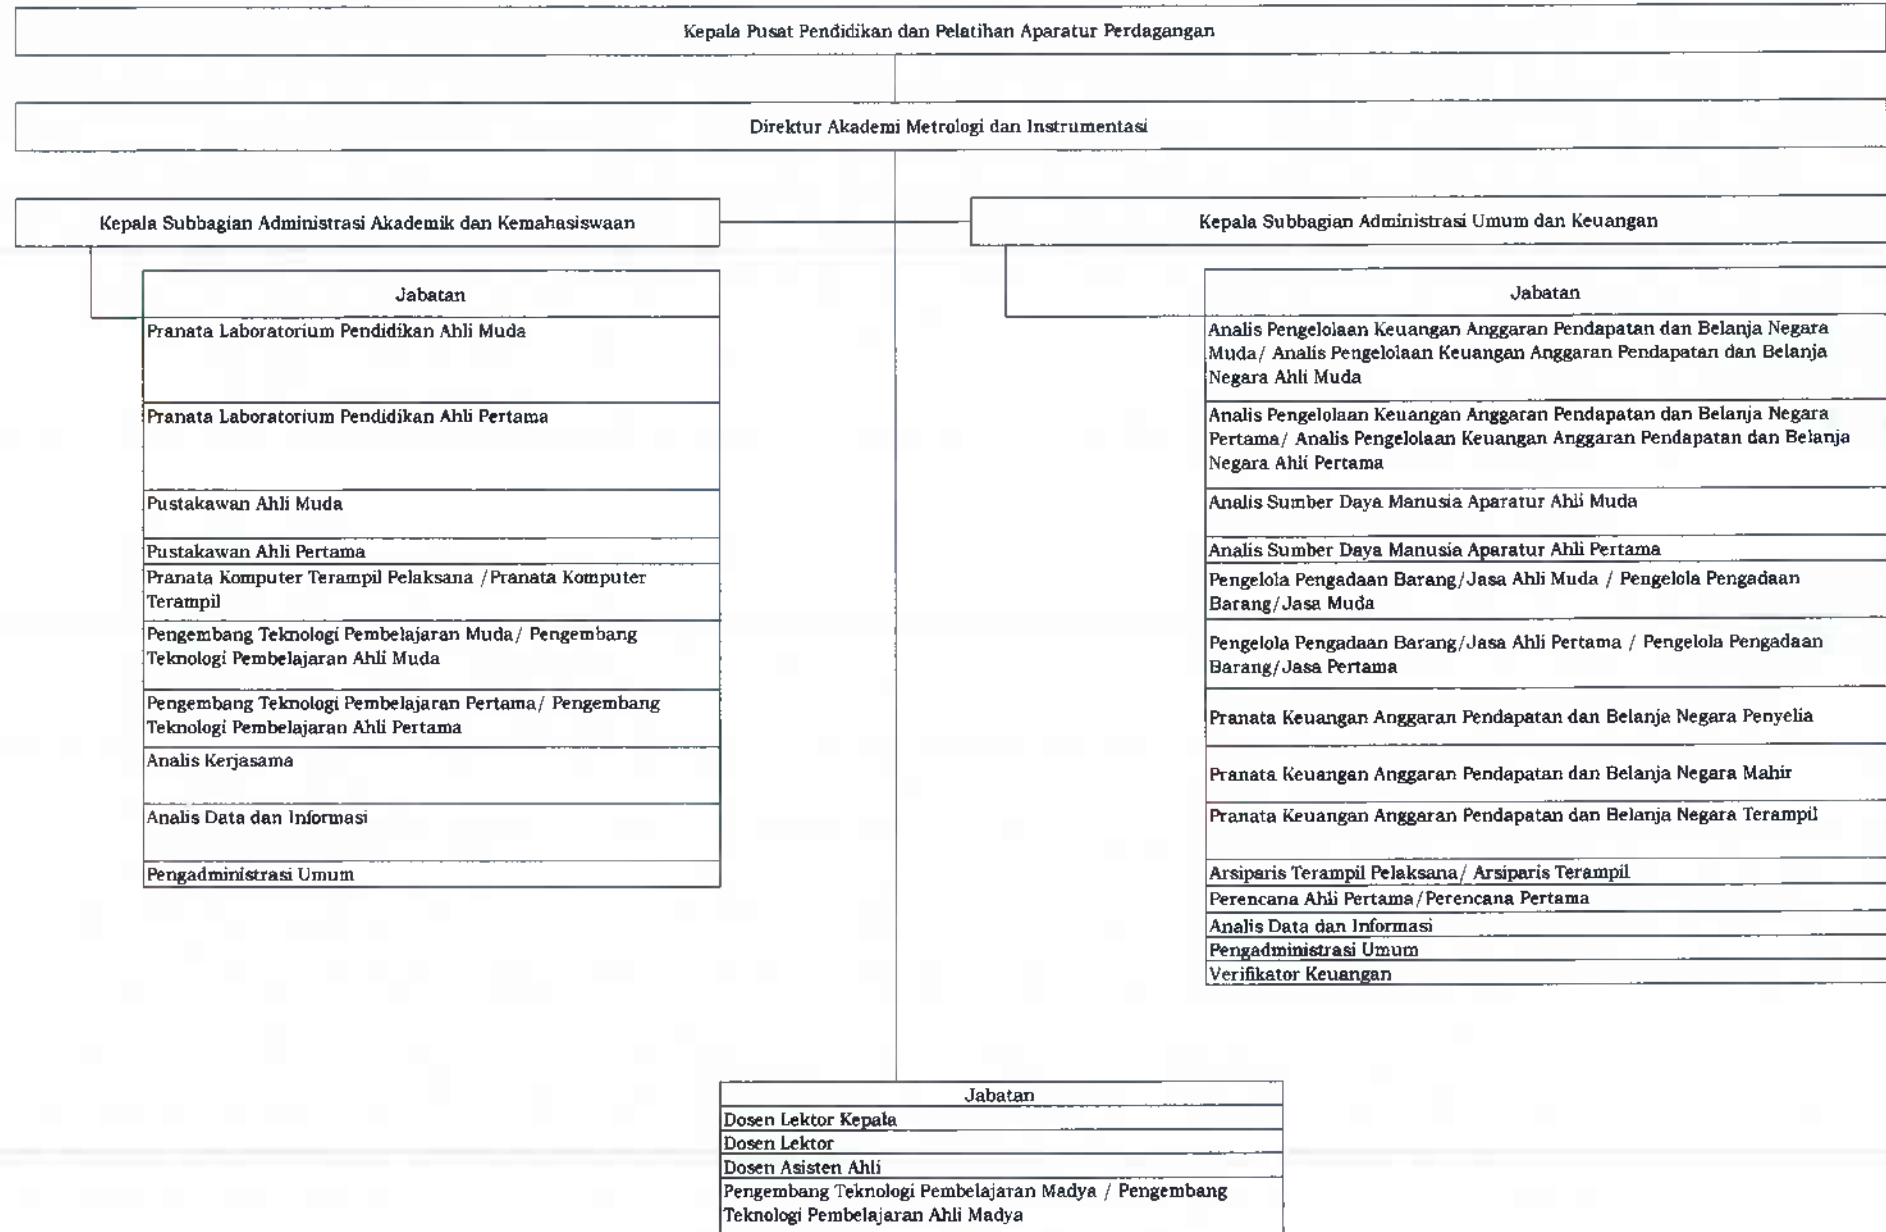 Kepala Pusat Pendidikan dan Pelatihan Aparatur Perdagangan
Direktur Akademi Metrologi dan Instrumentasi
Kepala Subbagian Administrasi Akademik dan Kemahasiswaan
Jabatan
Pranata Laboratorium Pendidikan Ahli Muda
Pranata Laboratorium Pendidikan Ahli Pertama
Pustakawan Ahli Muda
Pustakawan Ahli Pertama
Pranata Komputer Terampil Pelaksana /Pranata Komputer
Terampil
Pengembang Teknologi Pembelajaran Muda/ Pengembang
Teknologi Pembelajaran Ahli Muda
Pengembang Teknologi Pembelajaran Pertama/ Pengembang
Teknologi Pembelajaran Ahli Pertama
Analis Kerjasama
Analis Data dan Informasi
Pengadministrasi Umum
Kepala Subbagian Administrasi Umum dan Keuangan
Jabatan
Analis Pengelolaan Keuangan Anggaran Pendapatan dan Belanja Negara
Muda/ Analis Pengelolaan Keuangan Anggaran Pendapatan dan Belanja
Negara Ahli Muda
Analis Pengelolaan Keuangan Anggaran Pendapatan dan Belanja Negara
Pertama/ Analis Pengelolaan Keuangan Anggaran Pendapatan dan Belanja
Negara Ahli Pertama
Analis Sumber Daya Manusia Aparatur Ahli Muda
Analis Sumber Daya Manusia Aparatur Ahli Pertama
Pengelola Pengadaan Barang/Jasa Ahli Muda / Pengelola Pengadaan
Barang/Jasa Muda
Pengelola Pengadaan Barang/Jasa Ahli Pertama / Pengelola Pengadaan
Barang/Jasa Pertama
Pranata Keuangan Anggaran Pendapatan dan Belanja Negara Penyelia
Pranata Keuangan Anggaran Pendapatan dan Belanja Negara Mahir
Pranata Keuangan Anggaran Pendapatan dan Belanja Negara Terampil
Arsiparis Terampil Pelaksana/ Arsiparis Terampil
Perencana Ahli Pertama/Perencana Pertama
Analis Data dan Informasi
Pengadministrasi Umum
Verifikator Keuangan
Jabatan
Dosen Lektor Kepala
Dosen Lektor
Dosen Asisten Ahli
Pengembang Teknologi Pembelajaran Madya / Pengembang
Teknologi Pembelajaran Ahli Madya